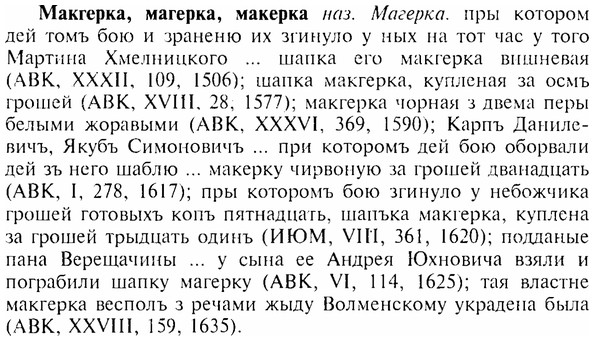 Макгерка, магерка, макерка наз. Магерка. пры котором
дей томъ бою и зраненю их згинуло у ных на тот час у того
Мартина Хмелницкого ... шапка его макгерка вишневая
(АВК, XXXII, 109, 1506); шапка макгерка, купленая за осмъ
грошей (АВК, XVIII, 28, 1577); макгерка чорная з двема перы
белыми жоравыми (АВК, XXXVI, 369, 1590); Карпъ Даниле-
вичъ, Якубъ Симоновичъ ... при которомъ дей бою оборвали
дей зъ него шаблю ... макерку чирвоную за грошей дванадцать
(АВК, I, 278, 1617); пры котором бою згинуло у небожчика
грошей готовыхъ копъ пятнадцать, шапъка макгерка, куплена
за грошей трыдцать одинъ (ИЮМ, VIII, 361, 1620); подданые
пана Верещачины ... у сына ее Андрея Юхновича взяли и
пограбили шапку магерку (АВК, VI, 114, 1625); тая властне
макгерка весполъ з речами жыду Волменскому украдена была
(АВК, XXVIII, 159, 1635).